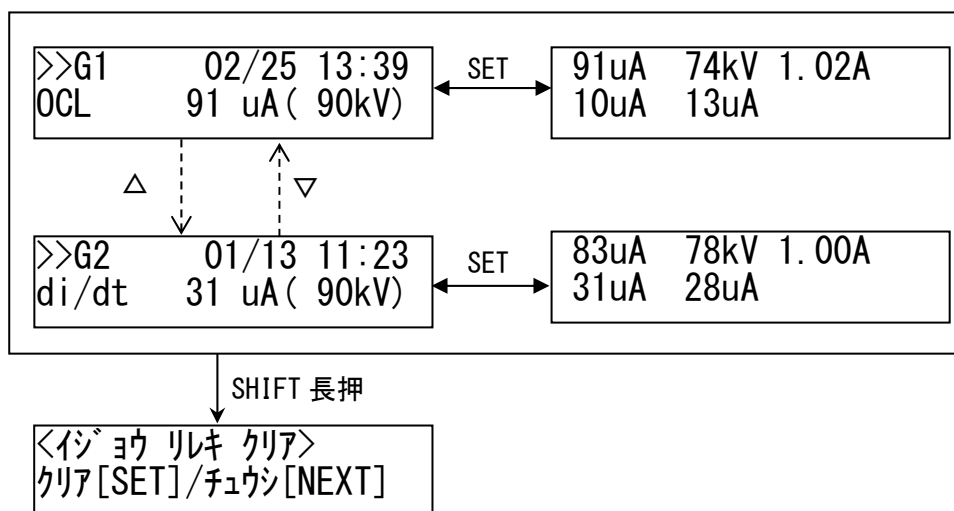 >>G1 02/25 13:39
OCL 91 uA( 90kV)
SET
91uA 74kV 1.02A
10uA 13uA
△
▽
>>G2 01/13 11:23
di/dt 31 uA( 90kV)
SET
83uA 78kV 1.00A
31uA 28uA
SHIFT 長押
<イジョウ リレキ クリア>
クリア[SET]/チュウシ[NEXT]